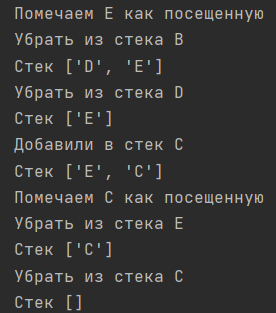 Помечаем E как посещенную
Убрать из стека B
Стек ['D', 'E']
Убрать из стека D
Стек ['E']
Добавили в стек C
Стек ['E', 'C']
Помечаем C как посещенную
Убрать из стека E
Стек ['C']
Убрать из стека C
Стек []